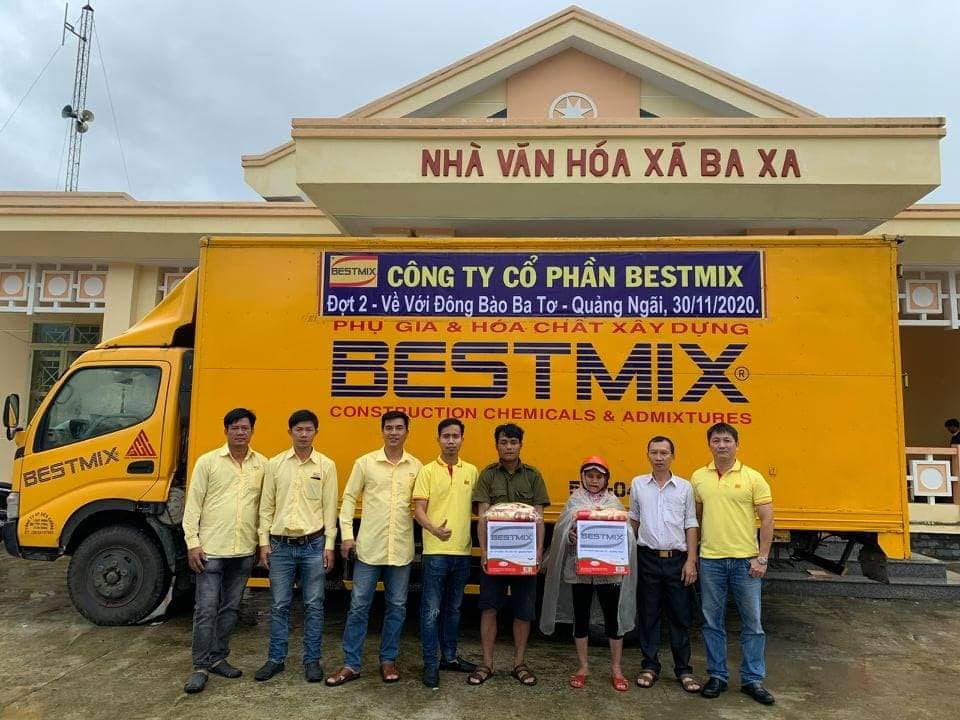 NHÀ VĂN HÓA XÃ BA XA
BESTMIX
CÔNG TY CỔ PHẦN BESTMIX
Đợt 2 - Về Với Đông Bào Ba Tơ - Quảng Ngãi, 30/11/2020.
PHỤ GIA & HÓA CHẤT XÂY DỰNG
BESTMIX®
CONSTRUCTION CHEMICALS & ADMIXTURES
BESTMIX
BESTMIX
BESTMIX